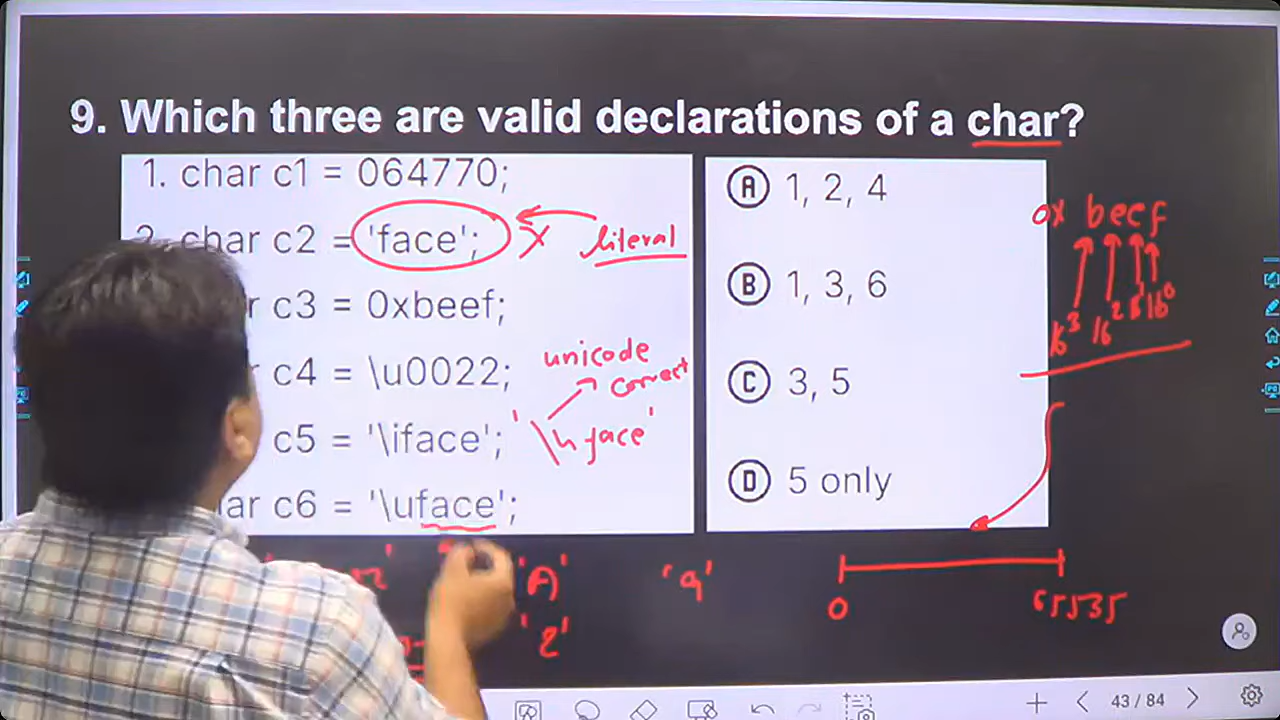 9. Which three are valid declarations of a char?
1. char c1 = 064770;
char c2 = 'face'; X literal
c3 = 0xbeef;
c4 = \u0022;
c5 = '\iface';
ar c6 = '\uface';
unicode
correct
'\uface'
A 1, 2, 4
B 1, 3, 6
C 3, 5
D 5 only
0x beef
16³ 16² 16⁰
'A' 'a'
'2'
0 65535
43 / 84